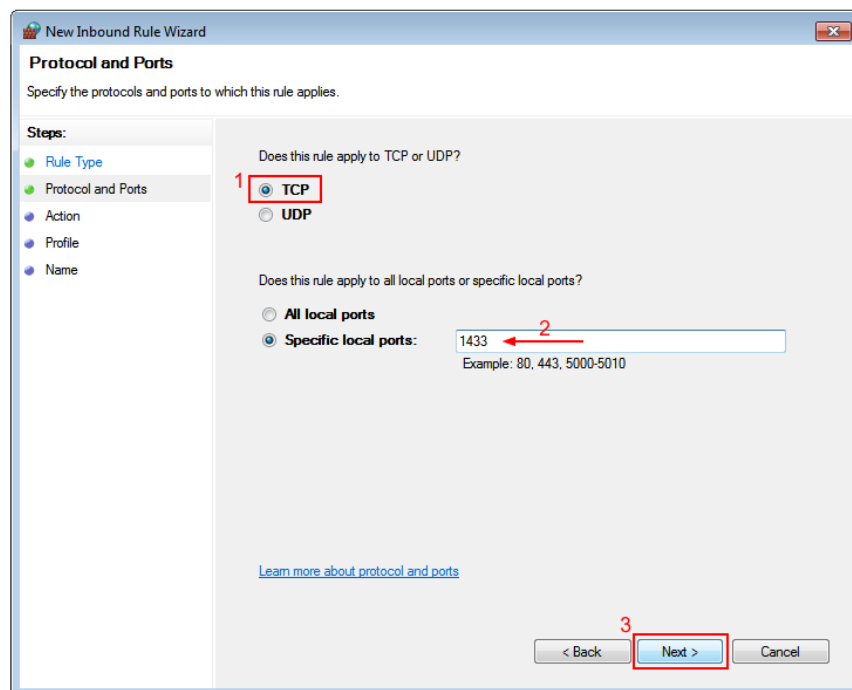 New Inbound Rule Wizard
Protocol and Ports
Specify the protocols and ports to which this rule applies.
Steps:
Rule Type
Protocol and Ports
Action
Profile
Name
Does this rule apply to TCP or UDP?
1
TCP
UDP
Does this rule apply to all local ports or specific local ports?
All local ports
Specific local ports:
1433
2
Example: 80, 443, 5000-5010
Learn more about protocol and ports
3
< Back
Next >
Cancel